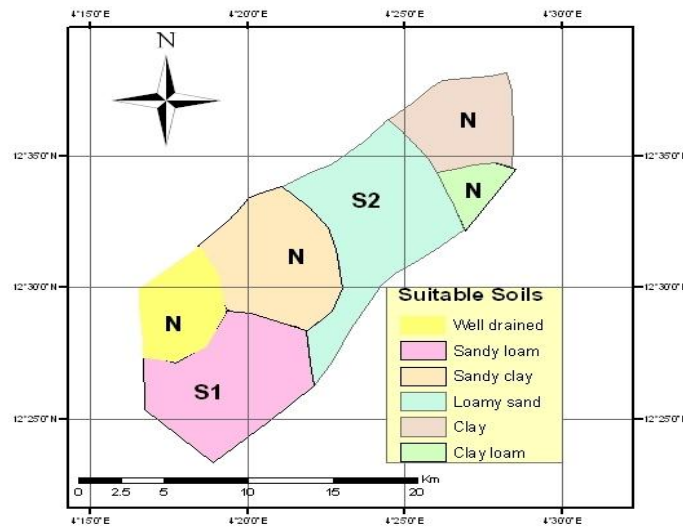 4°15'0"E 4°20'0"E 4°25'0"E 4°30'0"E
N
N
12°35'0"N 12°35'0"N
N
S2
N
12°30'0"N 12°30'0"N
N
S1
Suitable Soils
Well drained
Sandy loam
Sandy clay
Loamy sand
Clay
Clay loam
12°25'0"N 12°25'0"N
Km
0 2.5 5 10 15 20
4°15'0"E 4°20'0"E 4°25'0"E 4°30'0"E